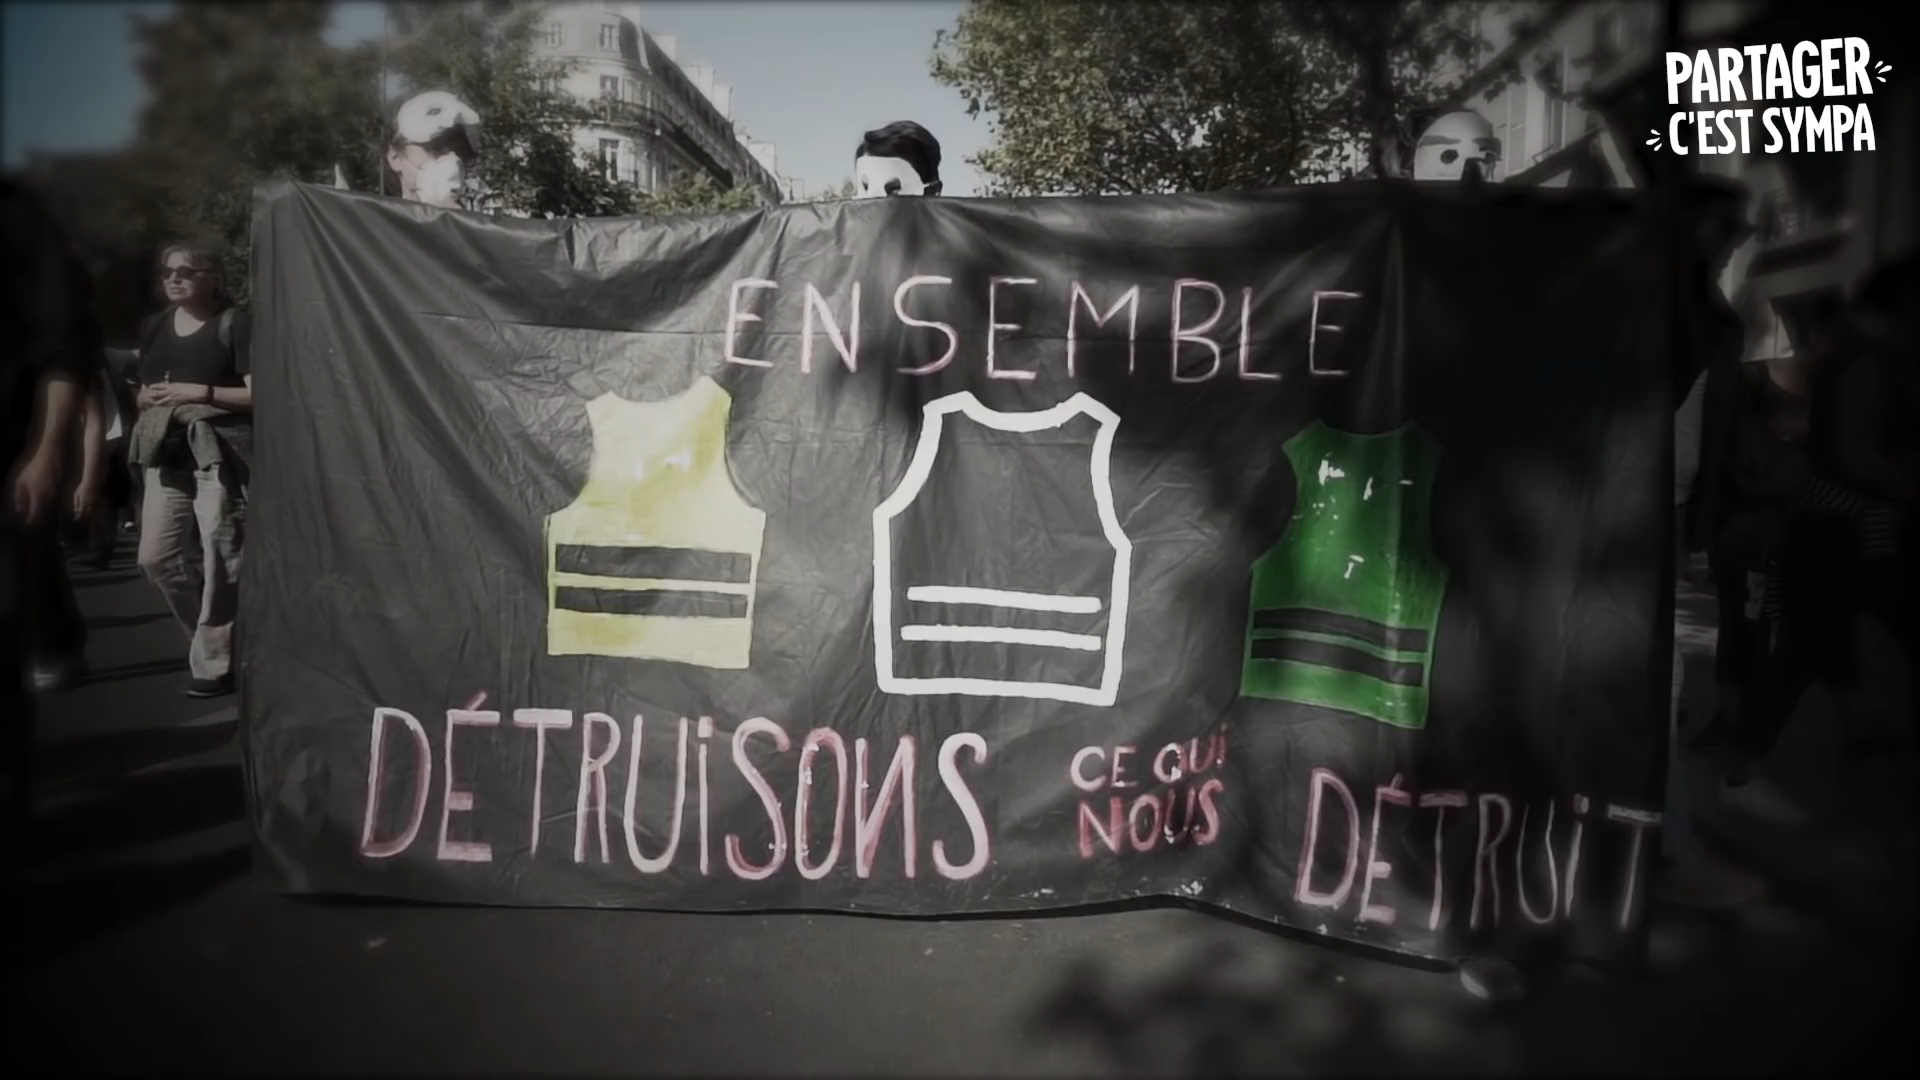 PARTAGER
C'EST SYMPA
ENSEMBLE
DÉTRUiSONS
CE QUi
NOUS
DÉTRUiT